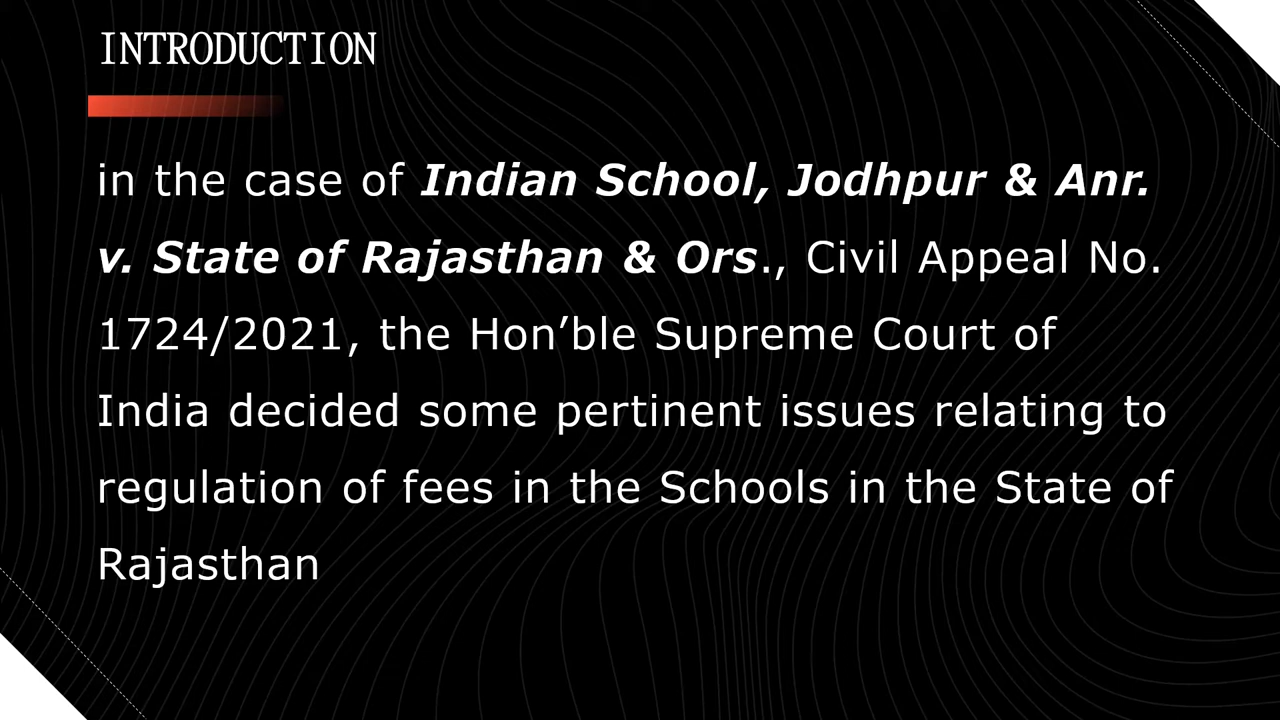 INTRODUCTION
in the case of Indian School, Jodhpur & Anr.
v. State of Rajasthan & Ors., Civil Appeal No.
1724/2021, the Hon’ble Supreme Court of
India decided some pertinent issues relating to
regulation of fees in the Schools in the State of
Rajasthan